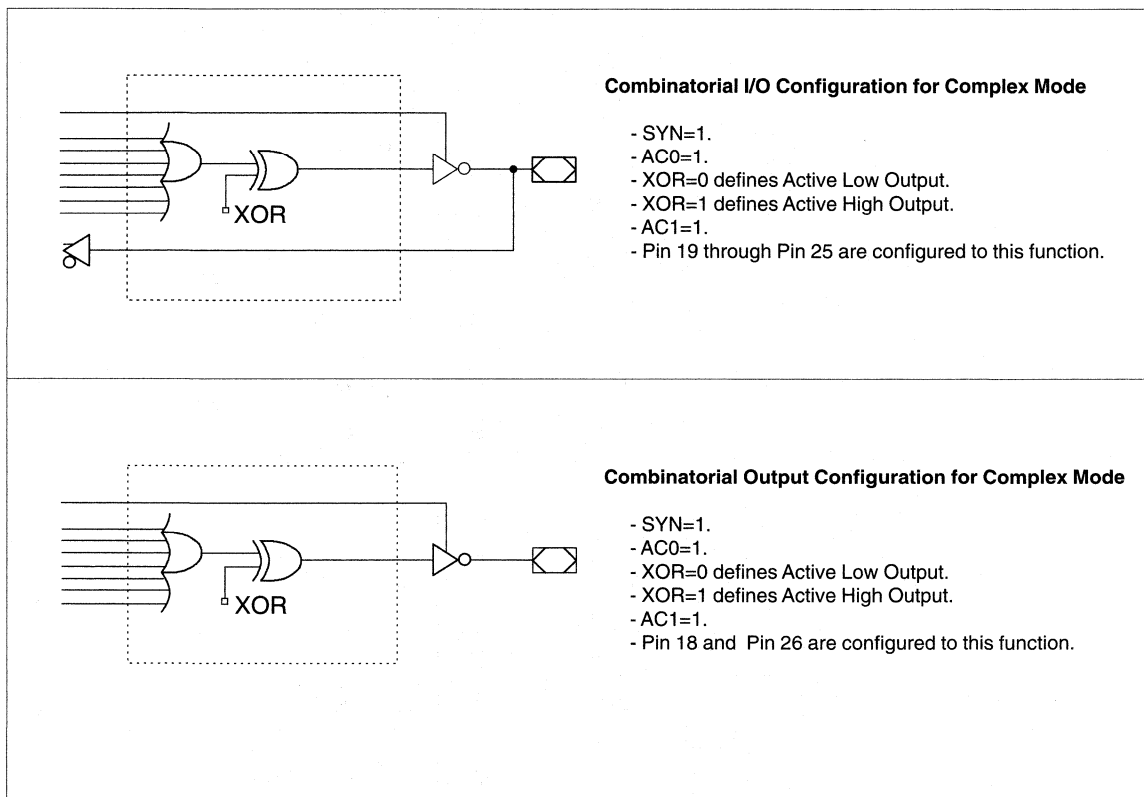 Combinatorial I/O Configuration for Complex Mode
- SYN=1.
- AC0=1.
- XOR=0 defines Active Low Output.
- XOR=1 defines Active High Output.
- AC1=1.
- Pin 19 through Pin 25 are configured to this function.
XOR
Combinatorial Output Configuration for Complex Mode
- SYN=1.
- AC0=1.
- XOR=0 defines Active Low Output.
- XOR=1 defines Active High Output.
- AC1=1.
- Pin 18 and Pin 26 are configured to this function.
XOR